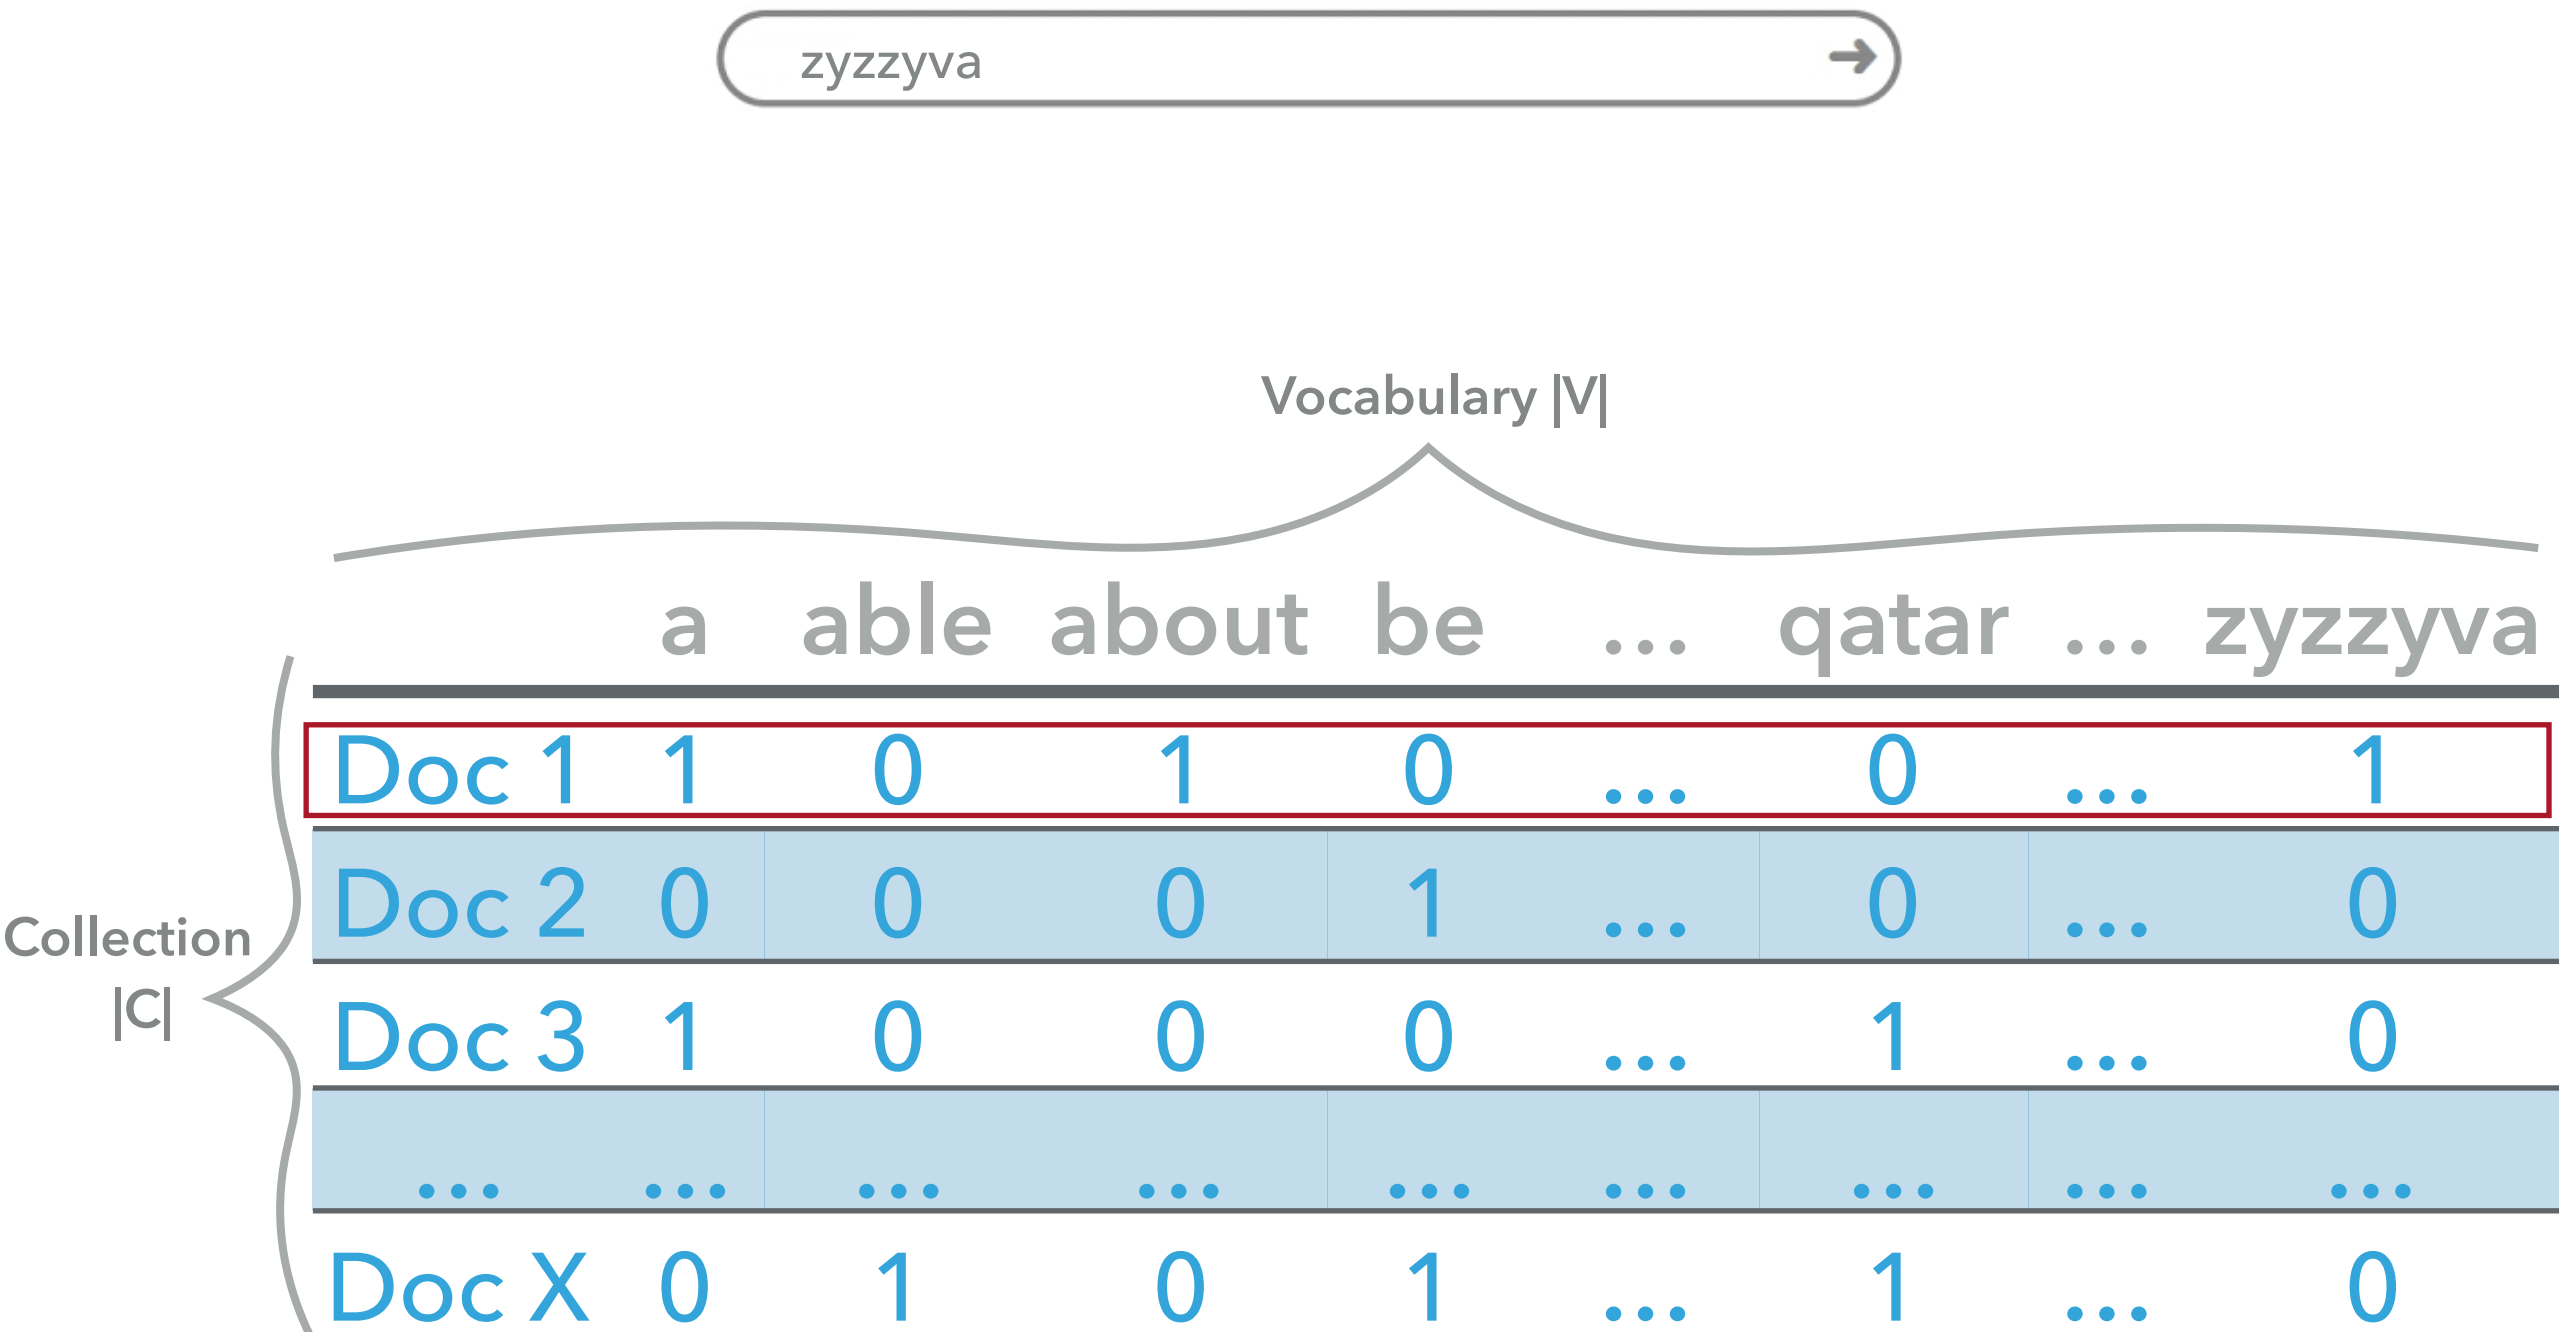 zyzzyva
Vocabulary |V|
a able about be ... qatar ... zyzzyva
Doc 1 1 0 1 0 ... 0 ... 1
Doc 2 0 0 0 1 ... 0 ... 0
Collection
|C|
Doc 3 1 0 0 0 ... 1 ... 0
... ... ... ... ... ... ... ... ...
Doc X 0 1 0 1 ... 1 ... 0